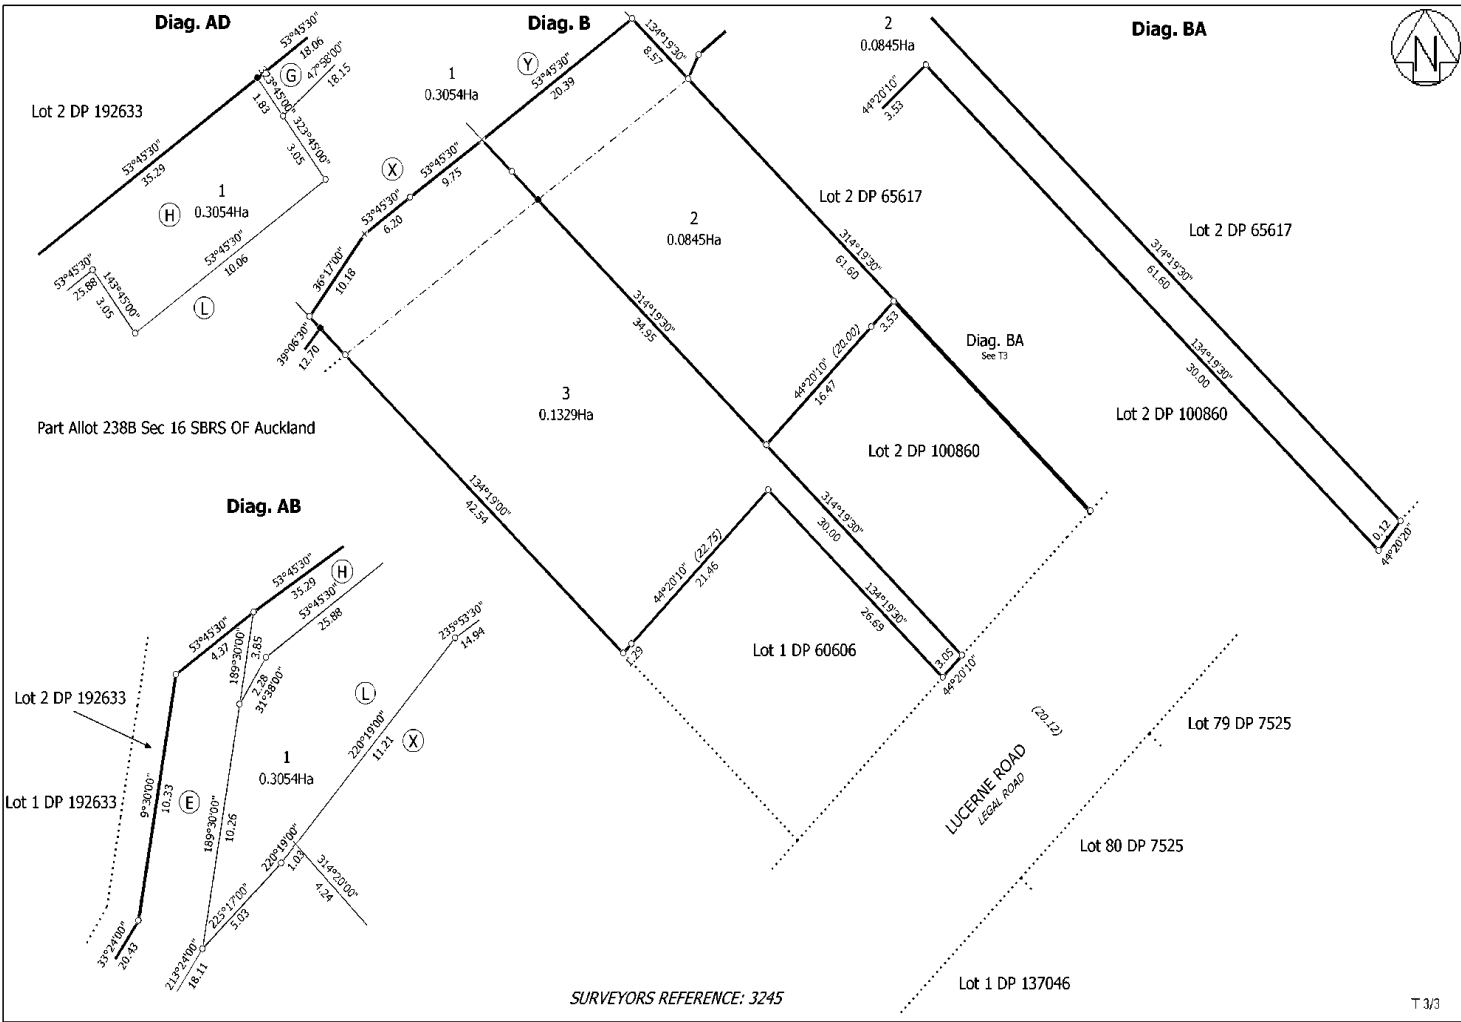 Diag. AD
53°45'30"
18.06
G
47°58'00"
18.15
323°45'00"
1.83
323°45'00"
3.05
Lot 2 DP 192633
53°45'30"
35.29
1
0.3054Ha
H
53°45'30"
10.06
53°45'30"
25.88
143°45'00"
3.05
L
Diag. B
1
0.3054Ha
Y
53°45'30"
20.39
134°19'30"
8.57
X
53°45'30"
9.75
53°45'30"
6.20
36°17'00"
10.18
39°06'30"
12.70
2
0.0845Ha
Lot 2 DP 65617
314°19'30"
61.60
314°19'30"
34.95
44°20'10" (20.00)
16.47
3.53
Diag. BA
See T3
3
0.1329Ha
Lot 2 DP 100860
134°19'00"
42.54
44°20'10" (22.75)
21.46
1.29
314°19'30"
30.00
134°19'30"
26.69
3.05
44°20'10"
Lot 1 DP 60606
Part Allot 238B Sec 16 SBRS OF Auckland
Diag. BA
2
0.0845Ha
44°20'10"
3.53
Lot 2 DP 65617
314°19'30"
61.60
134°19'30"
30.00
Lot 2 DP 100860
0.12
44°20'20"
Diag. AB
53°45'30"
35.29
H
53°45'30"
25.88
53°45'30"
4.37
189°30'00"
3.85
2.28
31°38'00"
235°53'30"
14.94
Lot 2 DP 192633
L
220°19'00"
11.21
X
1
0.3054Ha
Lot 1 DP 192633
9°30'00"
10.33
E
189°30'00"
10.26
220°19'00"
1.03
314°20'00"
4.24
225°17'00"
5.03
33°24'00"
20.43
213°24'00"
18.11
(20.12)
LUCERNE ROAD
LEGAL ROAD
Lot 79 DP 7525
Lot 80 DP 7525
Lot 1 DP 137046
SURVEYORS REFERENCE: 3245
T 3/3
N